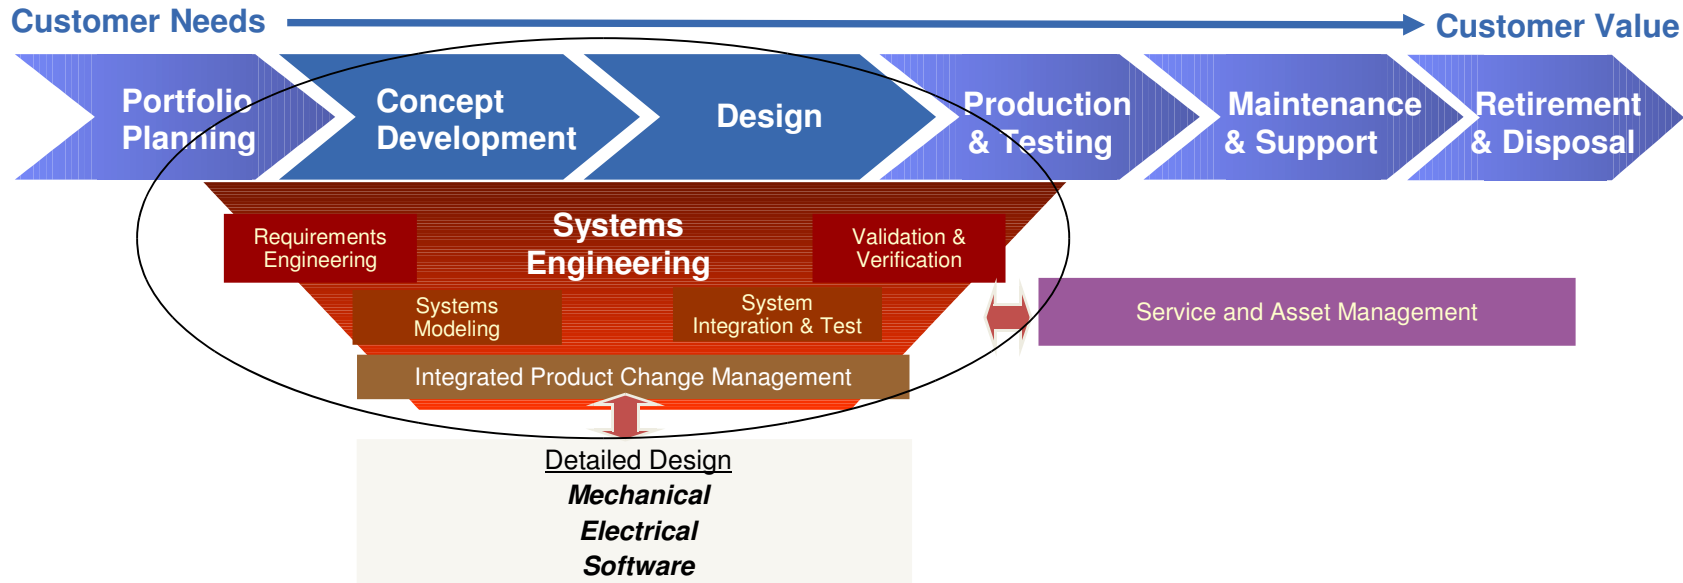 Customer Needs
Customer Value
Portfolio
Planning
Concept
Development
Design
Production
& Testing
Maintenance
& Support
Retirement
& Disposal
Systems
Engineering
Requirements
Engineering
Validation &
Verification
Systems
Modeling
System
Integration & Test
Service and Asset Management
Integrated Product Change Management
Detailed Design
Mechanical
Electrical
Software